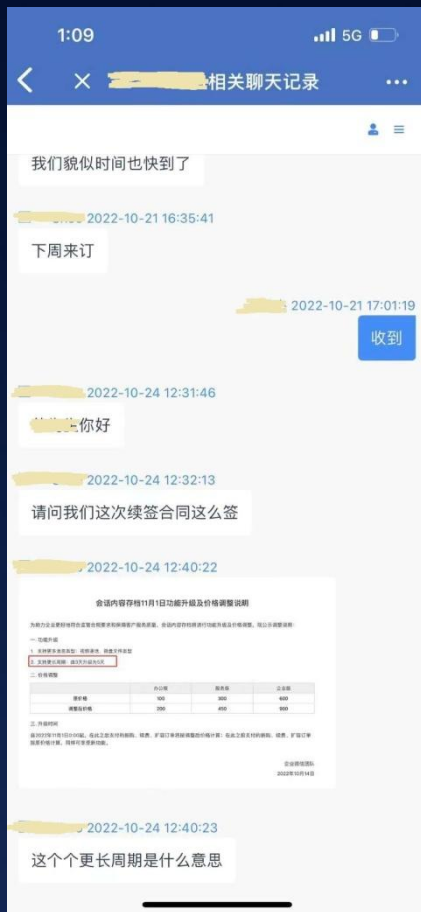 1:09
5G
相关聊天记录
我们貌似时间也快到了
2022-10-21 16:35:41
下周来订
2022-10-21 17:01:19
收到
2022-10-24 12:31:46
你好
2022-10-24 12:32:13
请问我们这次续签合同这么签
2022-10-24 12:40:22
会话内容存档11月1日功能升级及价格调整说明
一、功能升级
二、价格调整
办公版 服务版 企业版
原价格 100 300 600
调整后价格 200 450 900
三、升级时间
企业微信团队
2022年10月14日
2022-10-24 12:40:23
这个个更长周期是什么意思